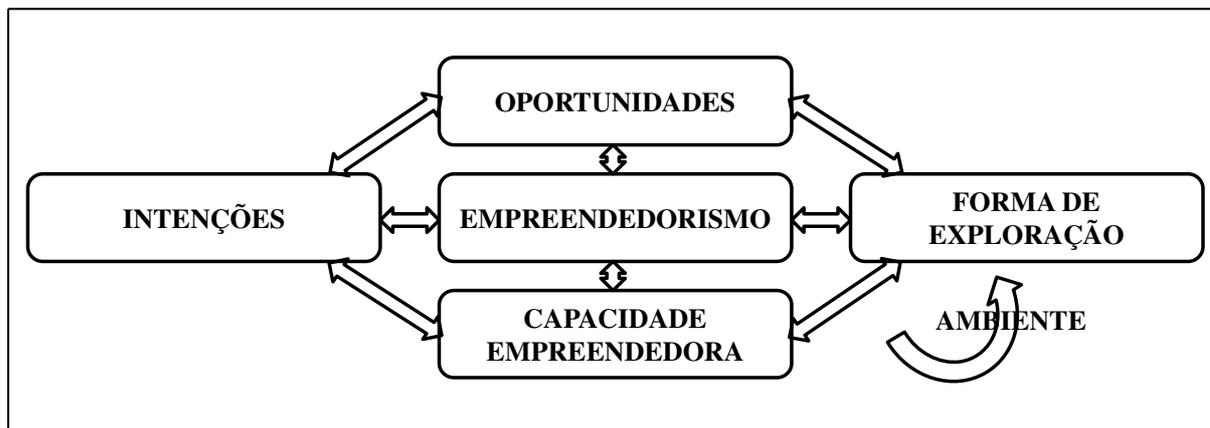 OPORTUNIDADES
INTENÇÕES
EMPREENDEDORISMO
FORMA DE
EXPLORAÇÃO
CAPACIDADE
EMPREENDEDORA
AMBIENTE